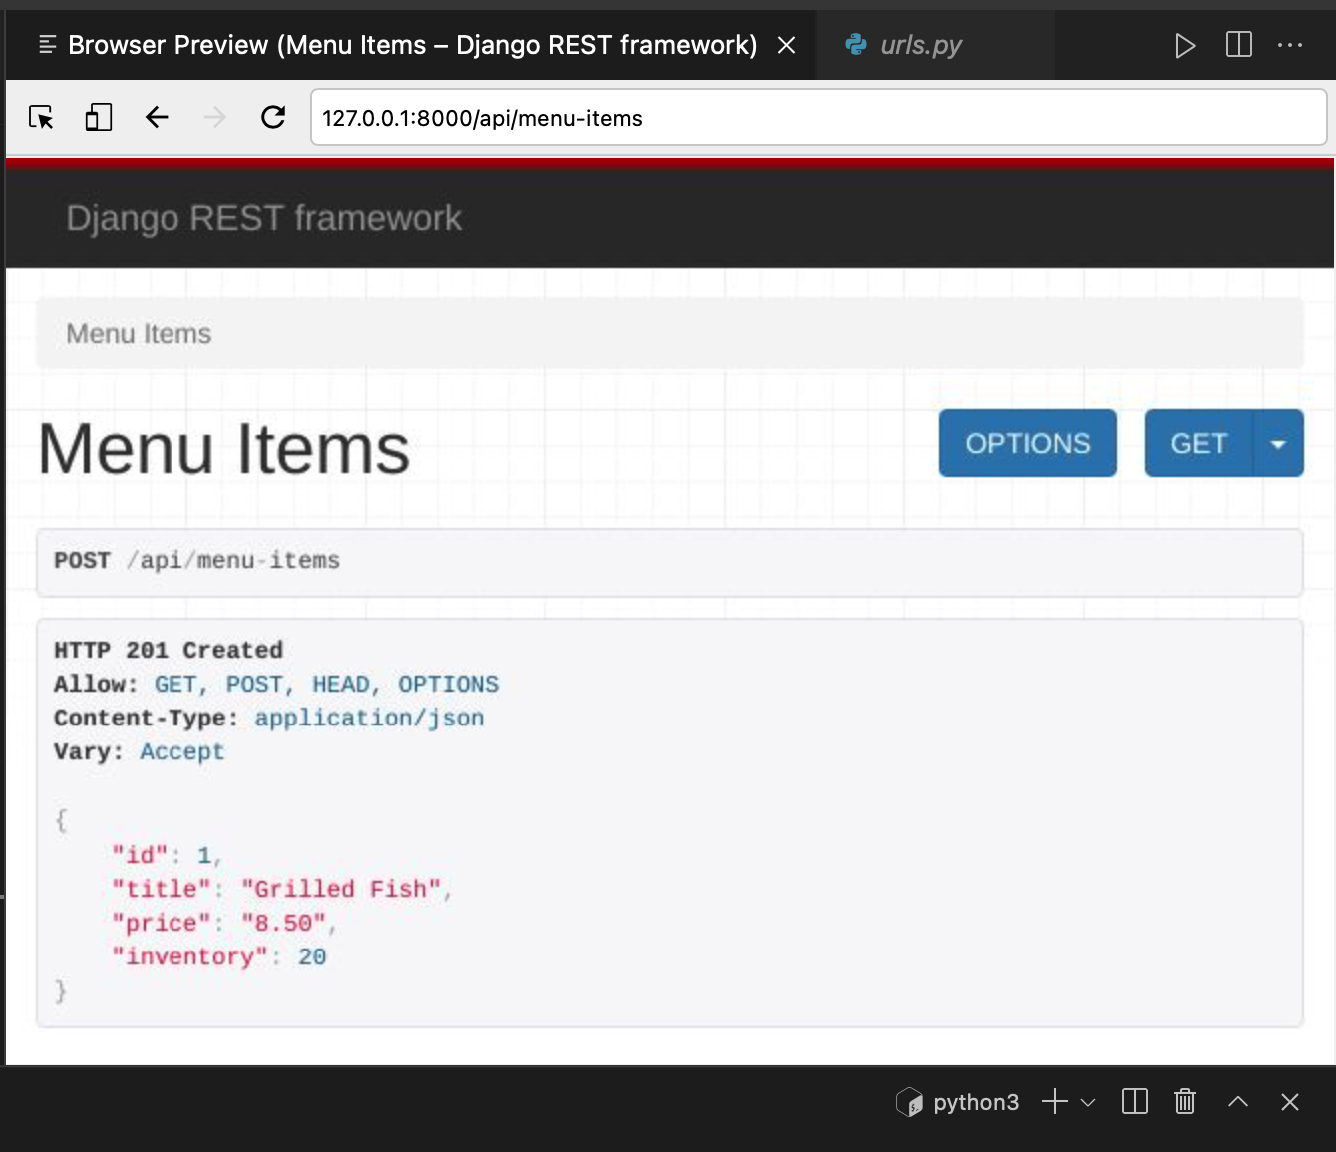 Browser Preview (Menu Items – Django REST framework)
urls.py
127.0.0.1:8000/api/menu-items
Django REST framework
Menu Items
Menu Items
OPTIONS
GET
POST /api/menu-items
HTTP 201 Created
Allow: GET, POST, HEAD, OPTIONS
Content-Type: application/json
Vary: Accept
{
    "id": 1,
    "title": "Grilled Fish",
    "price": "8.50",
    "inventory": 20
}
python3